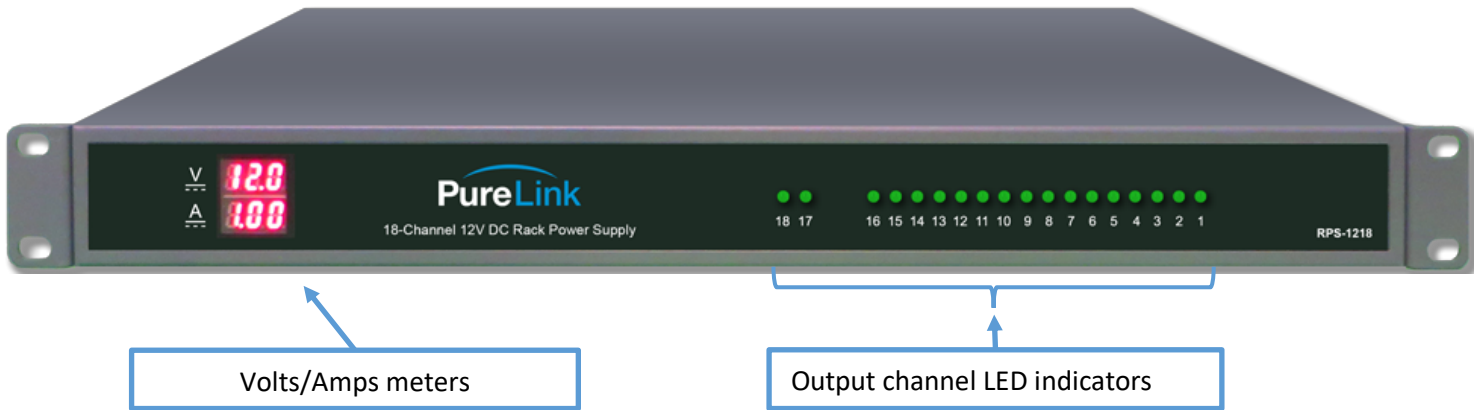 V 12.0
A 1.00
PureLink
18-Channel 12V DC Rack Power Supply
18 17 16 15 14 13 12 11 10 9 8 7 6 5 4 3 2 1
RPS-1218
Volts/Amps meters
Output channel LED indicators